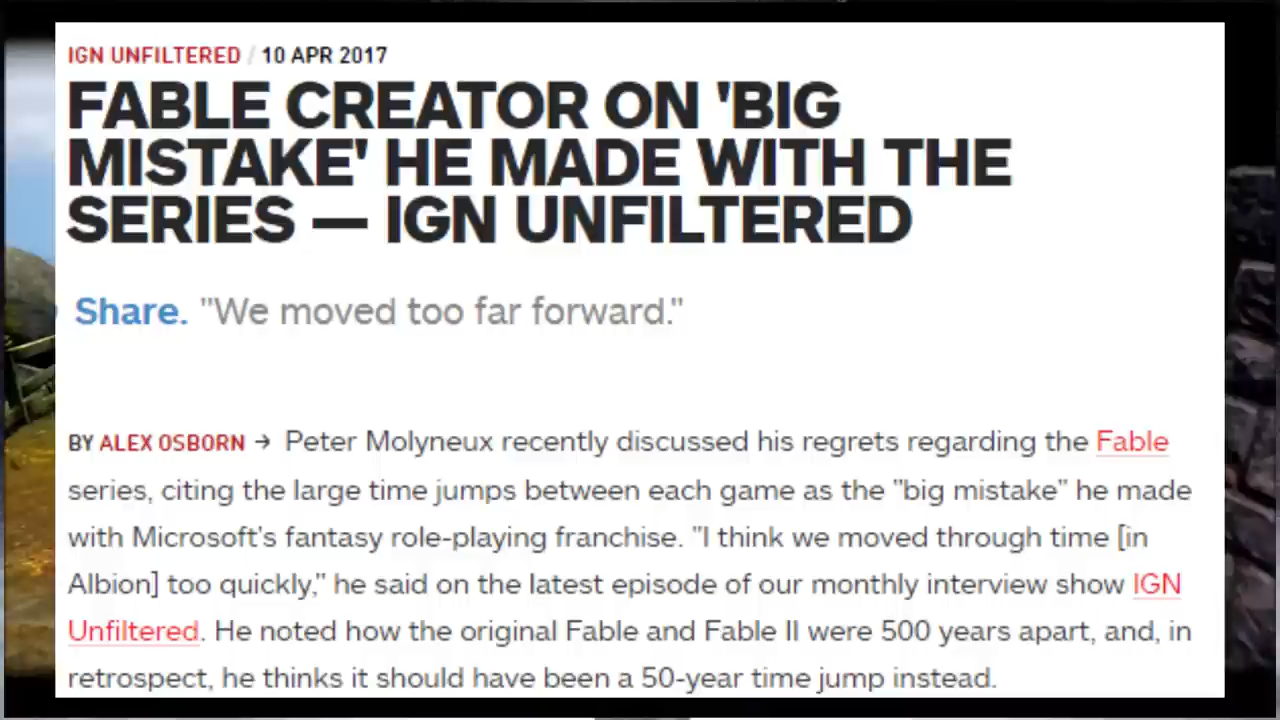 IGN UNFILTERED / 10 APR 2017
FABLE CREATOR ON 'BIG
MISTAKE' HE MADE WITH THE
SERIES — IGN UNFILTERED
Share. "We moved too far forward."
BY ALEX OSBORN → Peter Molyneux recently discussed his regrets regarding the Fable
series, citing the large time jumps between each game as the "big mistake" he made
with Microsoft's fantasy role-playing franchise. "I think we moved through time [in
Albion] too quickly," he said on the latest episode of our monthly interview show IGN
Unfiltered. He noted how the original Fable and Fable II were 500 years apart, and, in
retrospect, he thinks it should have been a 50-year time jump instead.